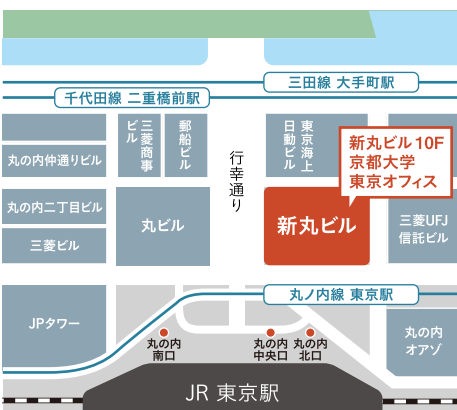 三田線 大手町駅
千代田線 二重橋前駅
三菱商事
ビル
郵船ビル
行幸通り
東京海上
日動ビル
新丸ビル10F
京都大学
東京オフィス
丸の内仲通りビル
丸の内二丁目ビル
三菱ビル
丸ビル
新丸ビル
三菱UFJ
信託ビル
丸ノ内線 東京駅
JPタワー
丸の内
南口
丸の内
中央口
丸の内
北口
丸の内
オアゾ
JR 東京駅